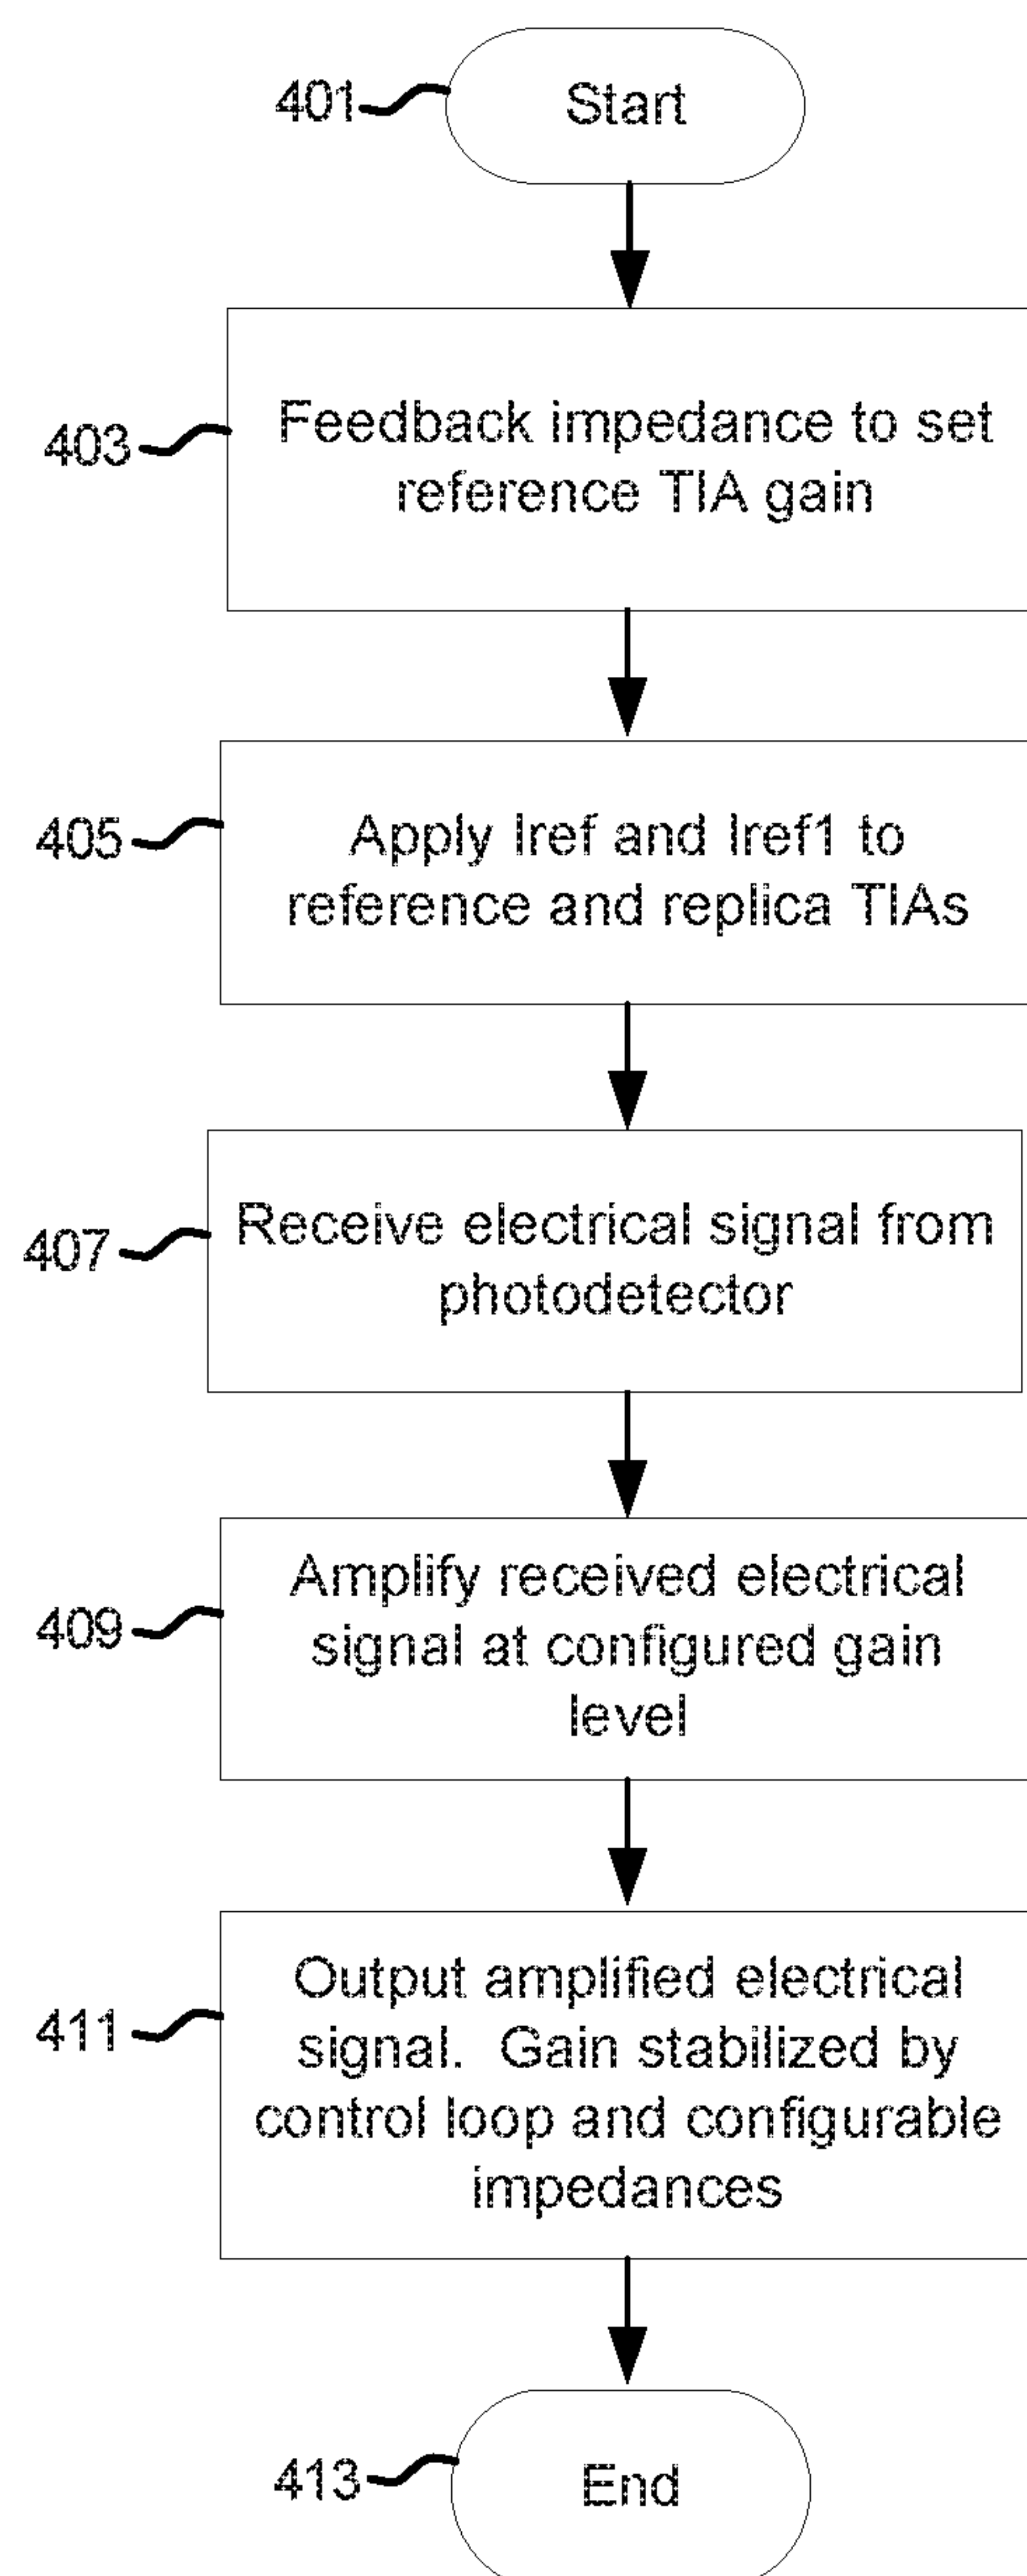 401
Start
403
Feedback impedance to set
reference TIA gain
405
Apply Iref and Iref1 to
reference and replica TIAs
407
Receive electrical signal from
photodetector
409
Amplify received electrical
signal at configured gain
level
411
Output amplified electrical
signal.  Gain stabilized by
control loop and configurable
impedances
413
End